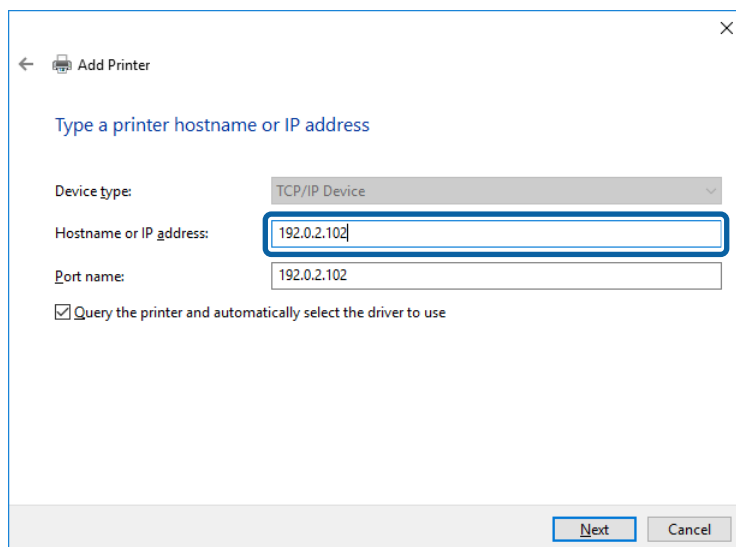 Add Printer
Type a printer hostname or IP address
Device type: TCP/IP Device
Hostname or IP address: 192.0.2.102
Port name: 192.0.2.102
Query the printer and automatically select the driver to use
Next Cancel